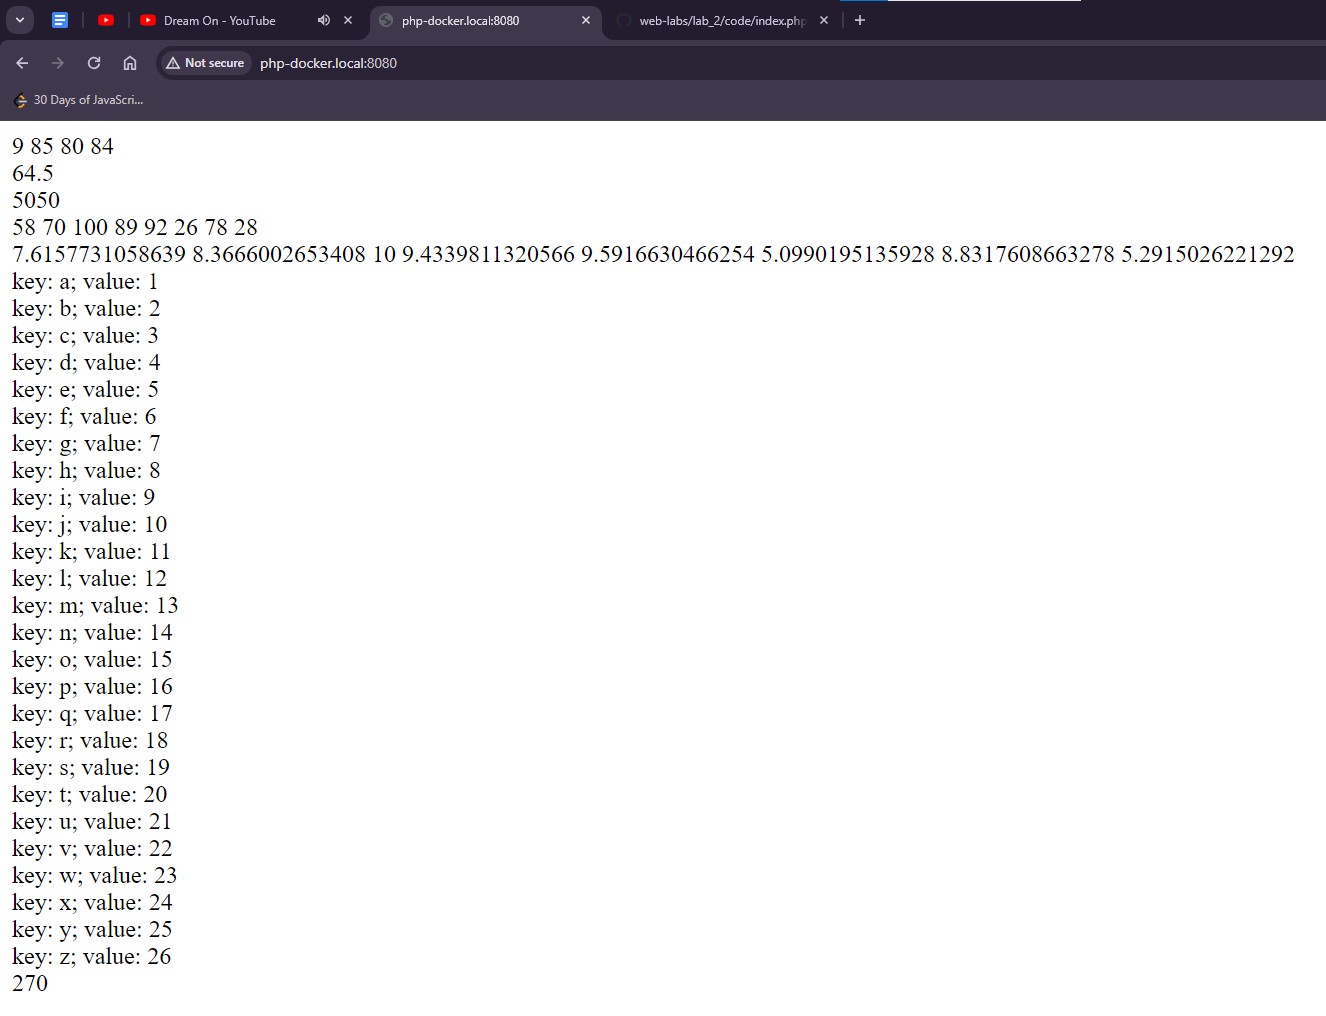 Dream On - YouTube
php-docker.local:8080
web-labs/lab_2/code/index.php
Not secure
php-docker.local:8080
30 Days of JavaScri...
9 85 80 84
64.5
5050
58 70 100 89 92 26 78 28
7.6157731058639 8.3666002653408 10 9.4339811320566 9.5916630466254 5.0990195135928 8.8317608663278 5.2915026221292
key: a; value: 1
key: b; value: 2
key: c; value: 3
key: d; value: 4
key: e; value: 5
key: f; value: 6
key: g; value: 7
key: h; value: 8
key: i; value: 9
key: j; value: 10
key: k; value: 11
key: l; value: 12
key: m; value: 13
key: n; value: 14
key: o; value: 15
key: p; value: 16
key: q; value: 17
key: r; value: 18
key: s; value: 19
key: t; value: 20
key: u; value: 21
key: v; value: 22
key: w; value: 23
key: x; value: 24
key: y; value: 25
key: z; value: 26
270